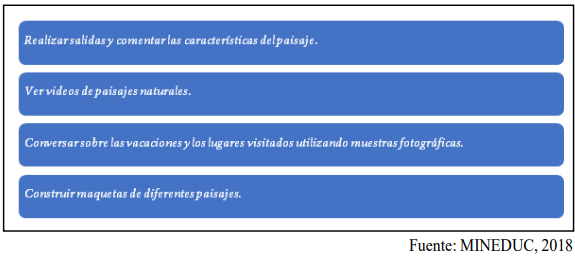 Realizar salidas y comentar las características del paisaje.
Ver videos de paisajes naturales.
Conversar sobre las vacaciones y los lugares visitados utilizando muestras fotográficas.
Construir maquetas de diferentes paisajes.
Fuente: MINEDUC, 2018